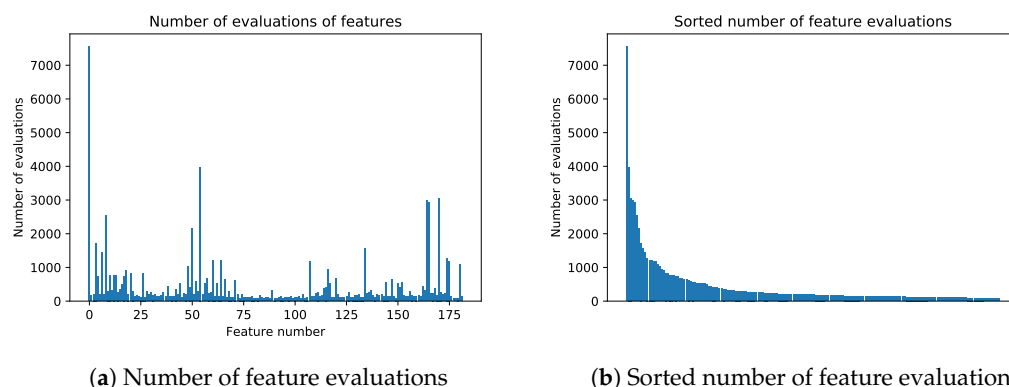 Number of evaluations of features
Number of evaluations
7000
6000
5000
4000
3000
2000
1000
0
0 25 50 75 100 125 150 175
Feature number
(a) Number of feature evaluations
Sorted number of feature evaluations
Number of evaluations
7000
6000
5000
4000
3000
2000
1000
0
(b) Sorted number of feature evaluation